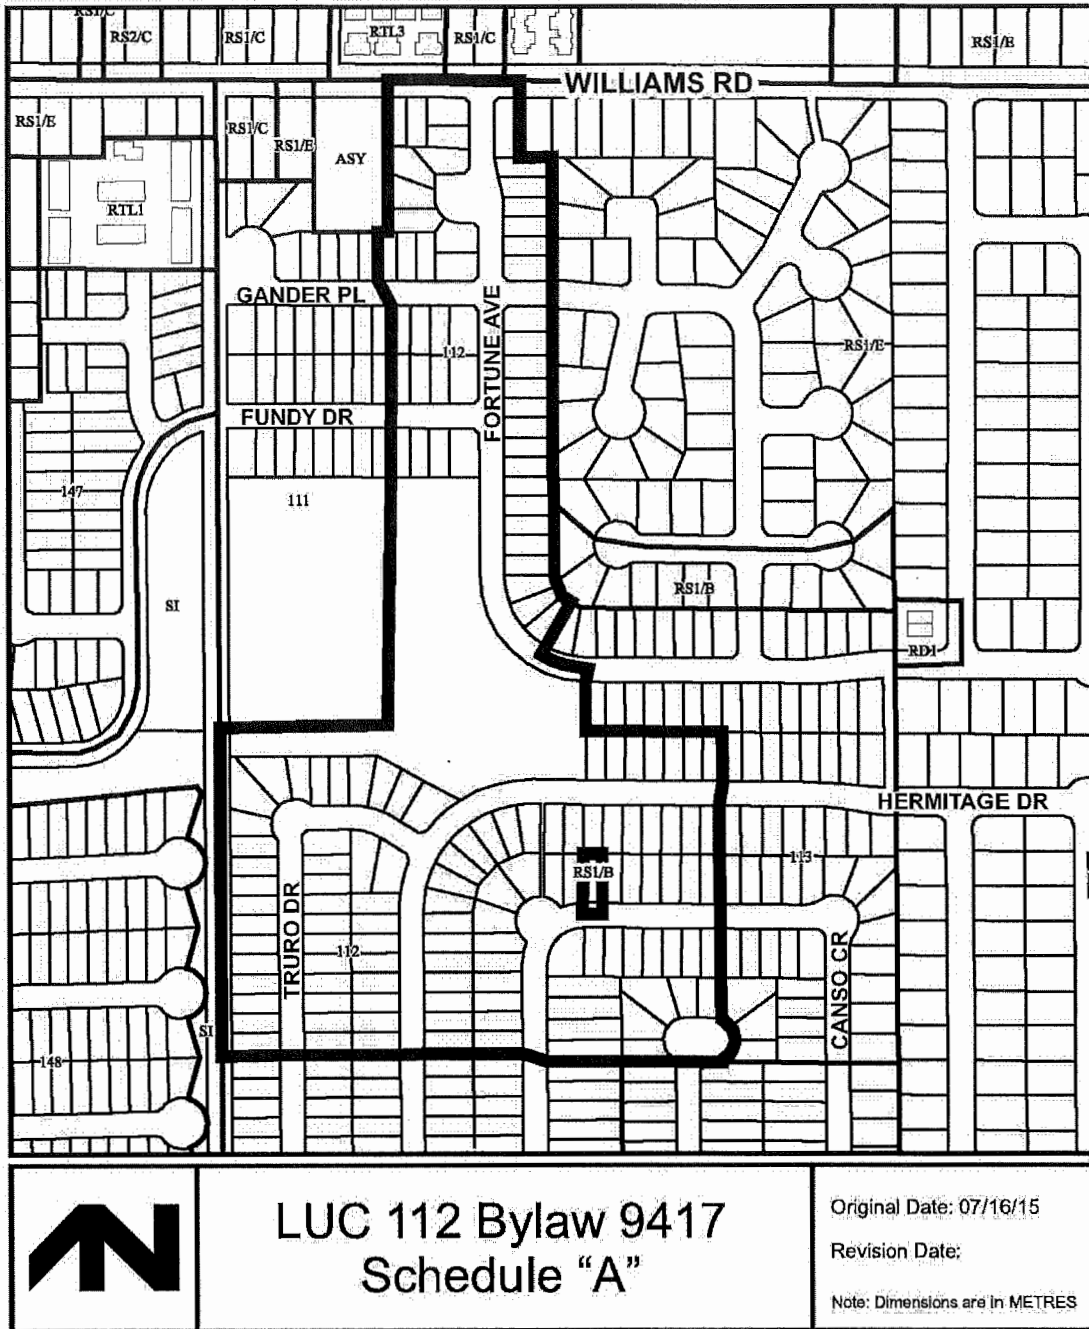 RS1/C
RS2/C
RS1/C
RTL3
RS1/C
RS1/E
WILLIAMS RD
RS1/E
RS1/C
RS1/E
ASY
RTL1
GANDER PL
FORTUNE AVE
112
RS1/E
FUNDY DR
147
111
SI
RS1/B
RD1
HERMITAGE DR
113
RS1/B
TRURO DR
112
CANSO CR
SI
148
LUC 112 Bylaw 9417
Schedule “A”
Original Date: 07/16/15
Revision Date:
Note: Dimensions are in METRES